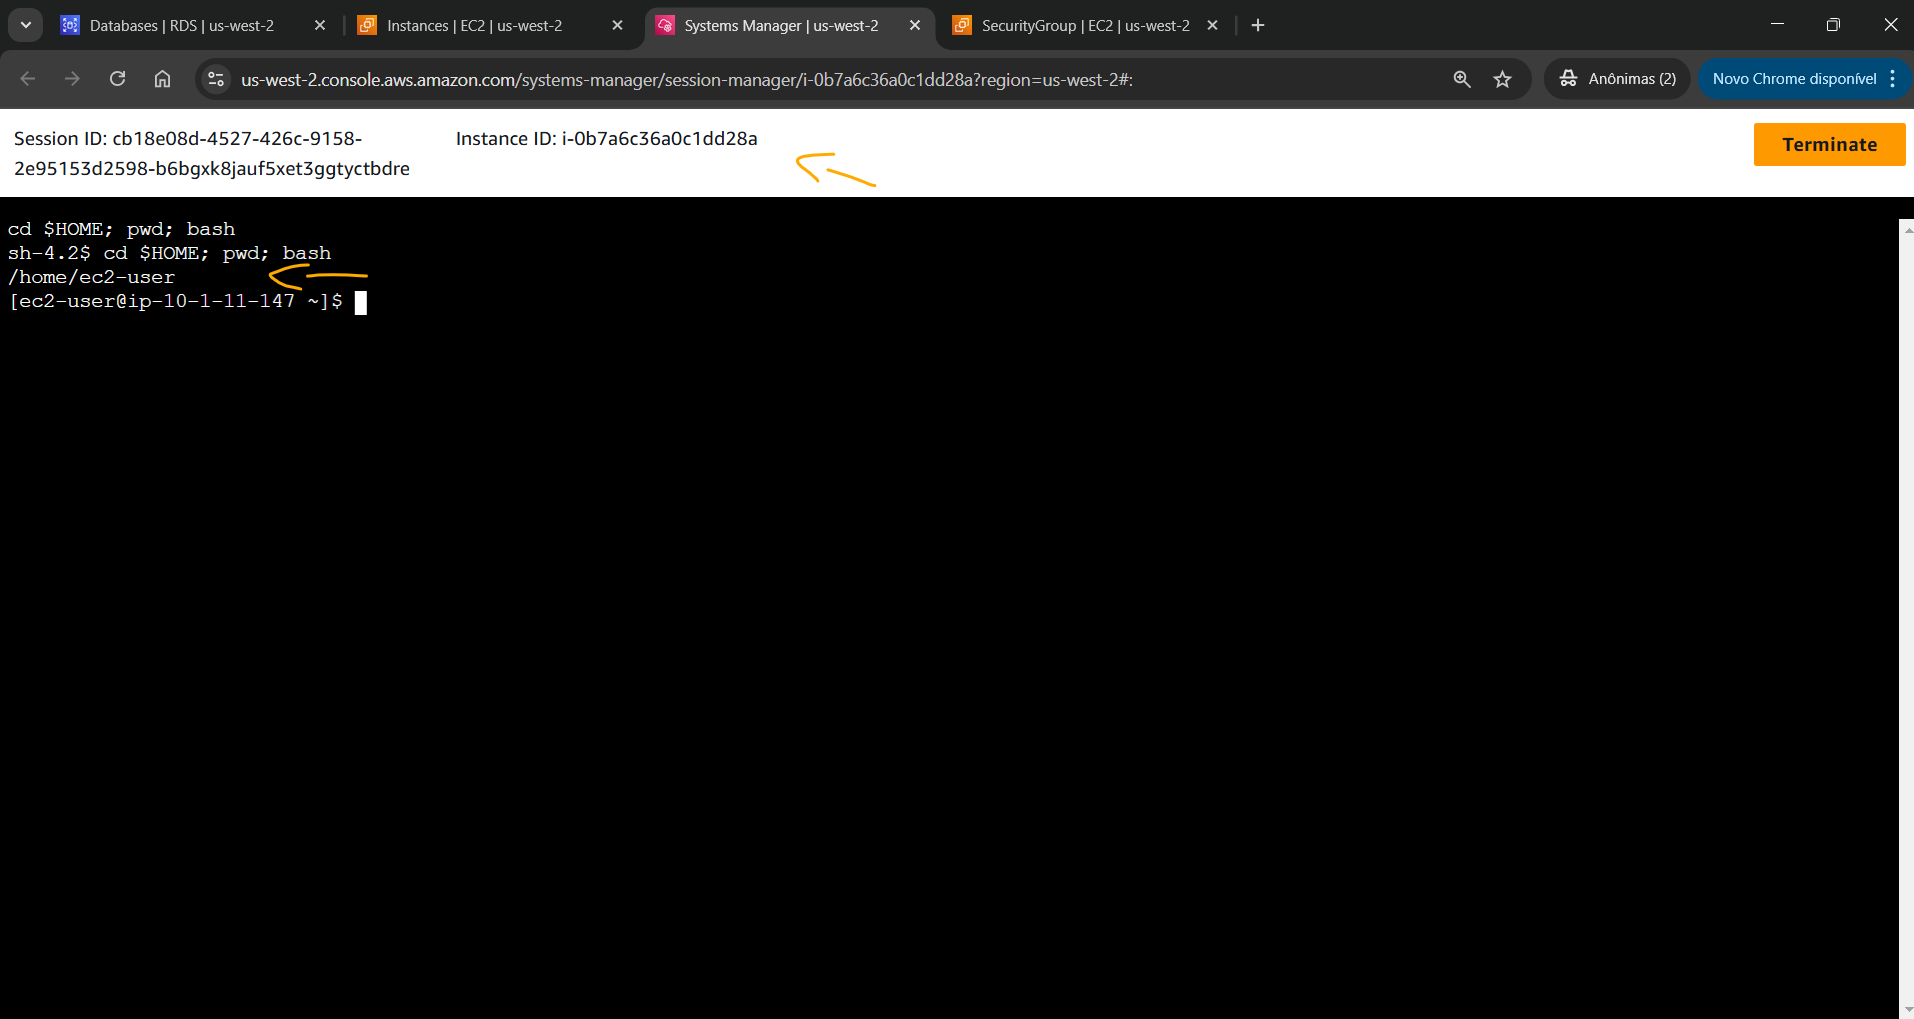 Databases | RDS | us-west-2
Instances | EC2 | us-west-2
Systems Manager | us-west-2
SecurityGroup | EC2 | us-west-2
us-west-2.console.aws.amazon.com/systems-manager/session-manager/i-0b7a6c36a0c1dd28a?region=us-west-2#:
Anônimas (2)
Novo Chrome disponível
Session ID: cb18e08d-4527-426c-9158-
2e95153d2598-b6bgxk8jauf5xet3ggtyctbdre
Instance ID: i-0b7a6c36a0c1dd28a
Terminate
cd $HOME; pwd; bash
sh-4.2$ cd $HOME; pwd; bash
/home/ec2-user
[ec2-user@ip-10-1-11-147 ~]$